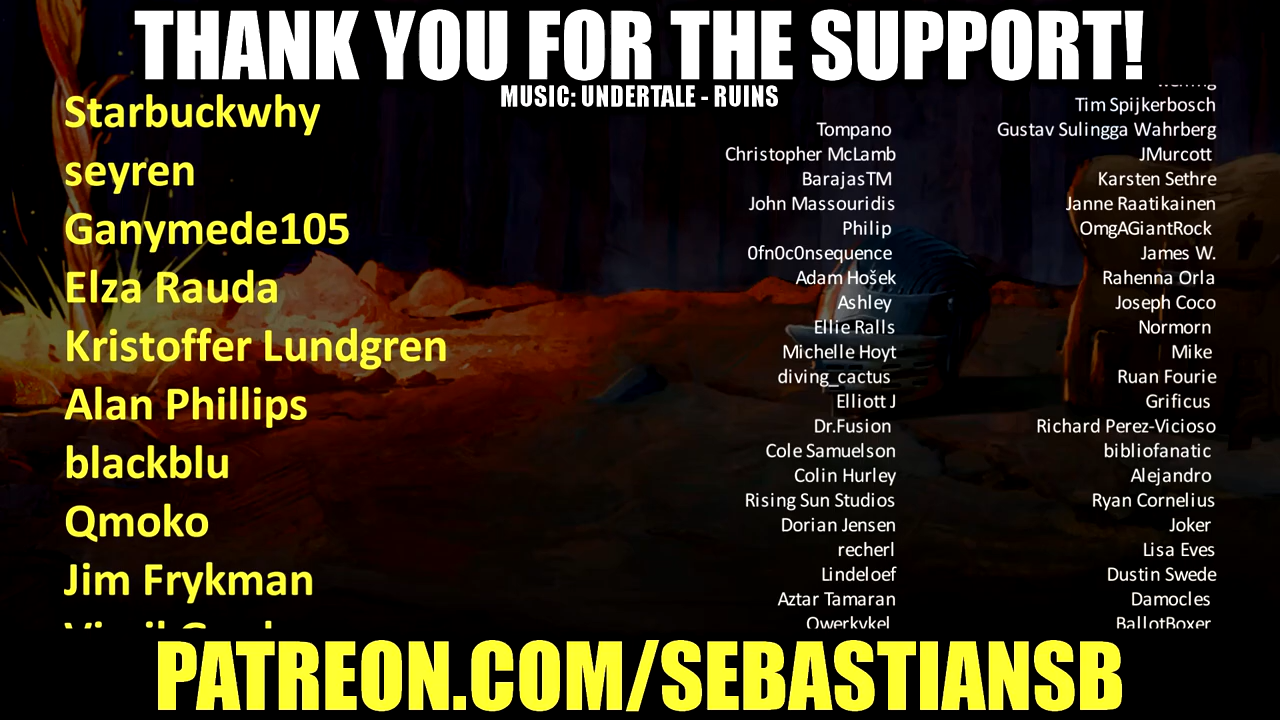 THANK YOU FOR THE SUPPORT!
MUSIC: UNDERTALE - RUINS
Starbuckwhy
seyren
Ganymede105
Elza Rauda
Kristoffer Lundgren
Alan Phillips
blackblu
Qmoko
Jim Frykman
Tompano
Christopher McLamb
BarajasTM
John Massouridis
Philip
0fn0c0nsequence
Adam Hošek
Ashley
Ellie Ralls
Michelle Hoyt
diving_cactus
Elliott J
Dr.Fusion
Cole Samuelson
Colin Hurley
Rising Sun Studios
Dorian Jensen
recherl
Lindeloef
Aztar Tamaran
Qwerkykel
Tim Spijkerbosch
Gustav Sulingga Wahrberg
JMurcott
Karsten Sethre
Janne Raatikainen
OmgAGiantRock
James W.
Rahenna Orla
Joseph Coco
Normorn
Mike
Ruan Fourie
Grificus
Richard Perez-Vicioso
bibliofanatic
Alejandro
Ryan Cornelius
Joker
Lisa Eves
Dustin Swede
Damocles
BallotBoxer
PATREON.COM/SEBASTIANSB